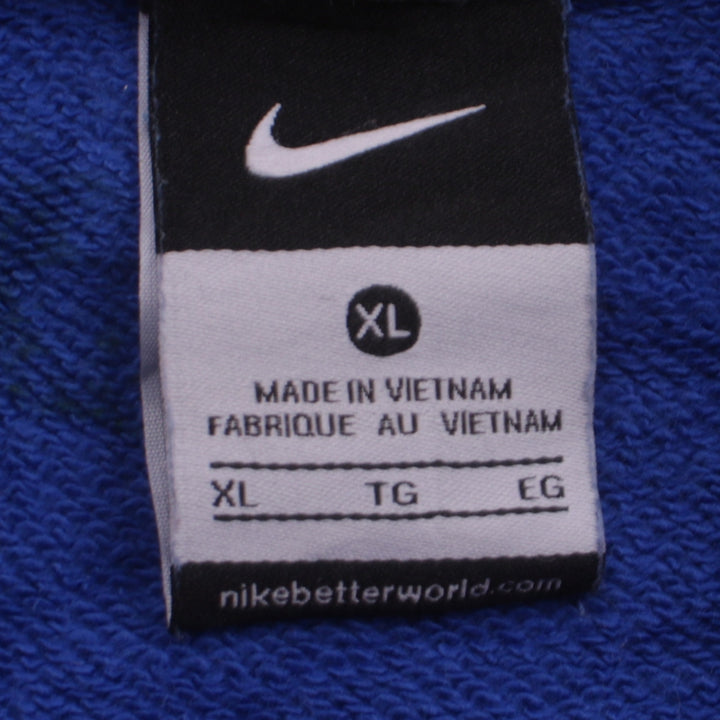 XL
MADE IN VIETNAM
FABRIQUE AU VIETNAM
XL TG EG
nikebetterworld.com